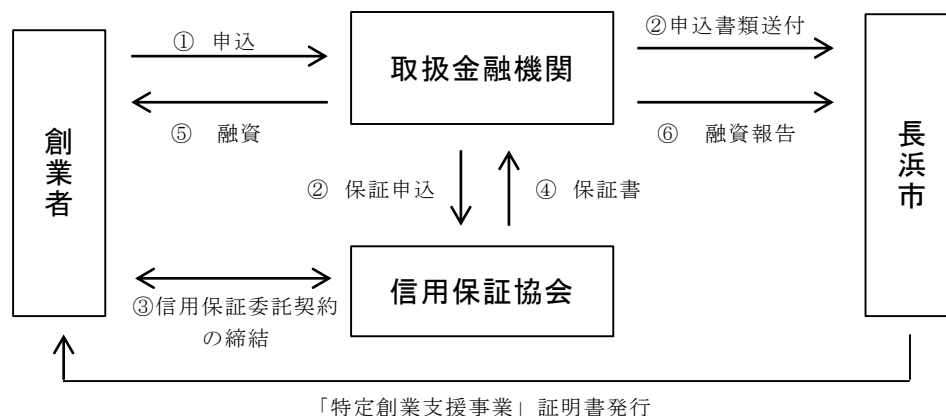 ① 申込
②申込書類送付
取扱金融機関
⑤ 融資
⑥ 融資報告
創業者
長浜市
② 保証申込
④ 保証書
信用保証協会
③信用保証委託契約
の締結
「特定創業支援事業」証明書発行